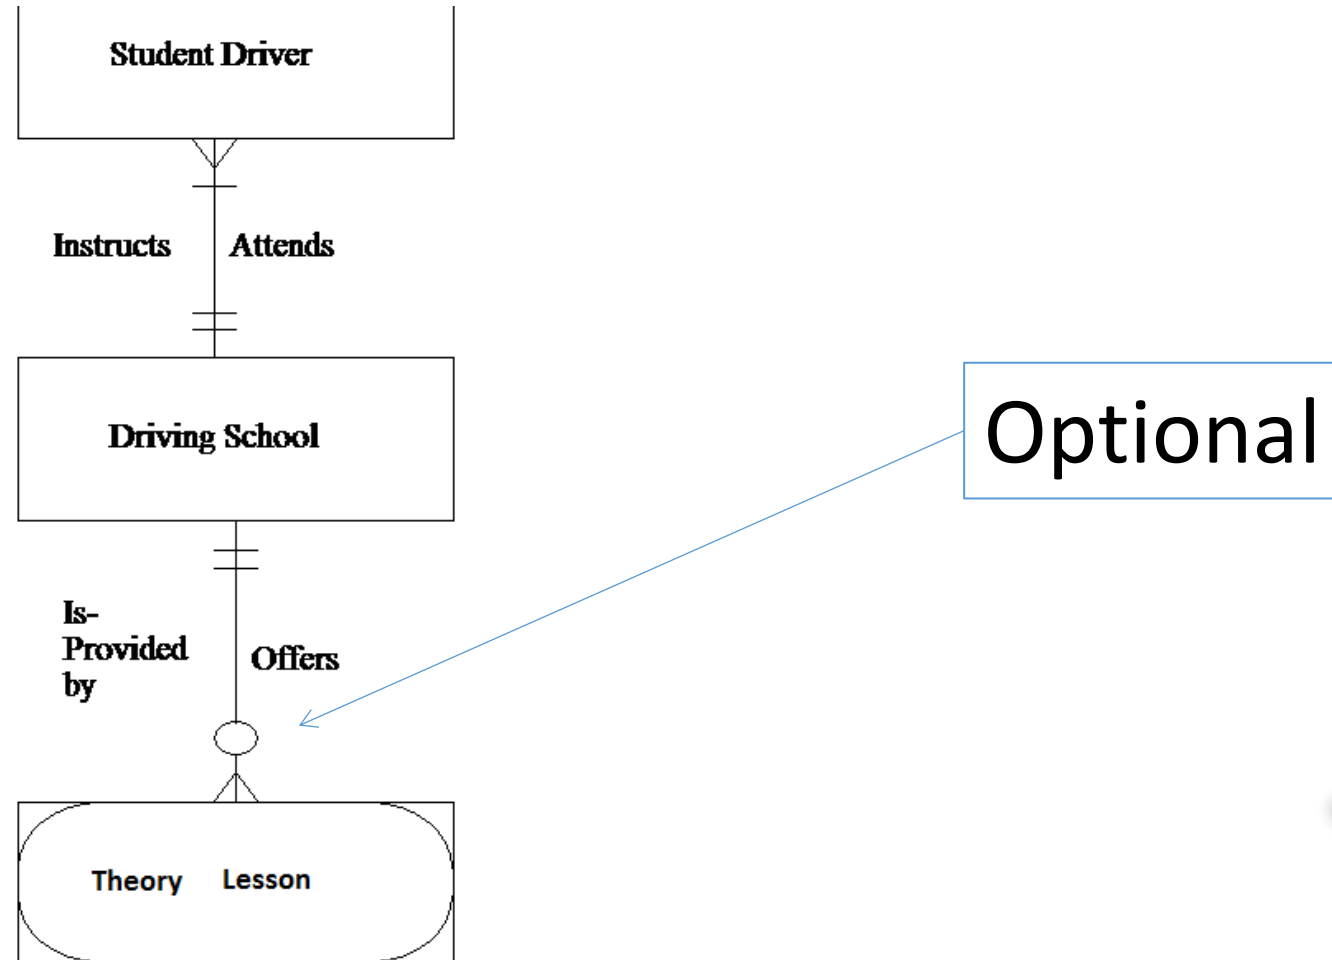 Student Driver
Instructs Attends
Driving School
Optional
Is-
Provided
by
Offers
Theory Lesson